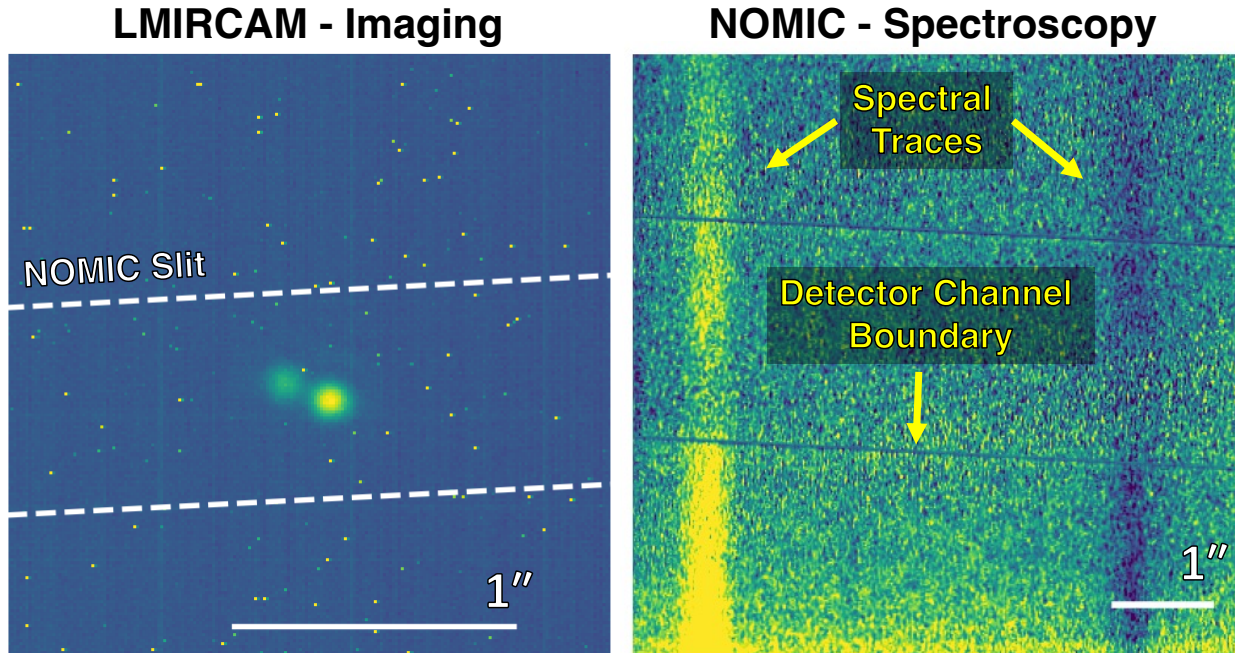 LMIRCAM - Imaging
NOMIC Slit
1″
NOMIC - Spectroscopy
Spectral
Traces
Detector Channel
Boundary
1″